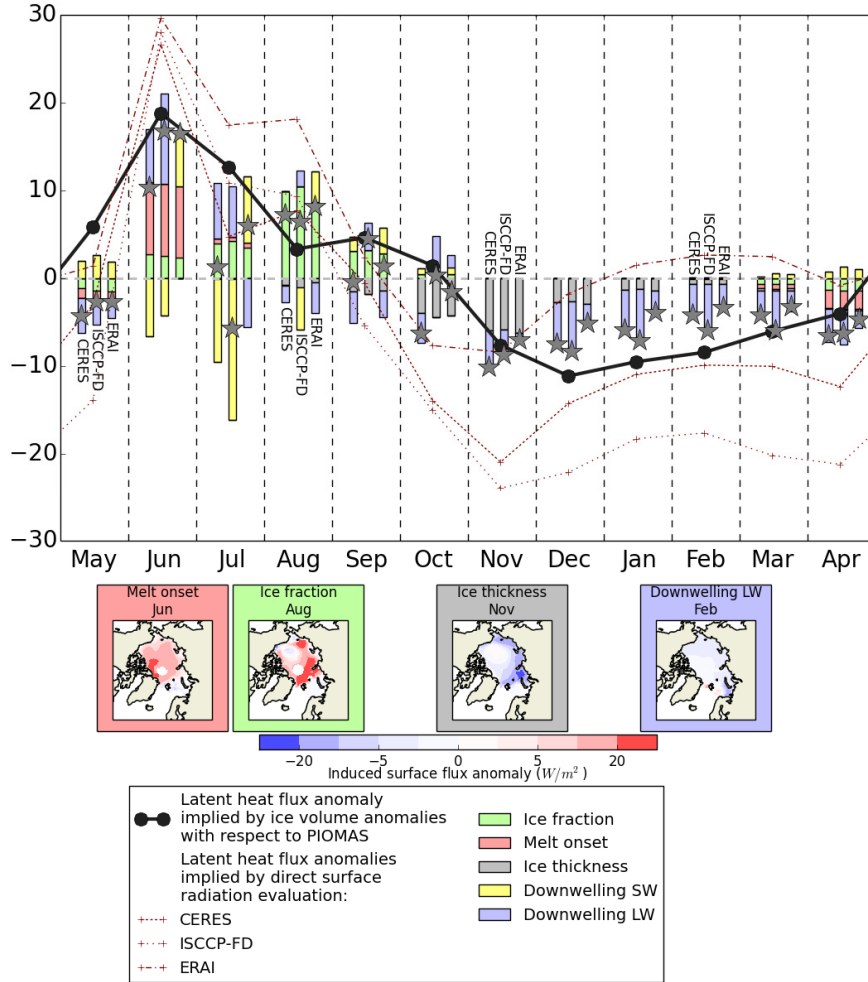 30
20
10
0
−10
−20
−30
CERES
ISCCP-FD
ERAI
CERES
ISCCP-FD
ERAI
CERES
ISCCP-FD
ERAI
CERES
ISCCP-FD
ERAI
May Jun Jul Aug Sep Oct Nov Dec Jan Feb Mar Apr
Melt onset
Jun
Ice fraction
Aug
Ice thickness
Nov
Downwelling LW
Feb
−20 −5 0 5 20
Induced surface flux anomaly (W/m²)
Latent heat flux anomaly
implied by ice volume anomalies
with respect to PIOMAS
Latent heat flux anomalies
implied by direct surface
radiation evaluation:
CERES
ISCCP-FD
ERAI
Ice fraction
Melt onset
Ice thickness
Downwelling SW
Downwelling LW